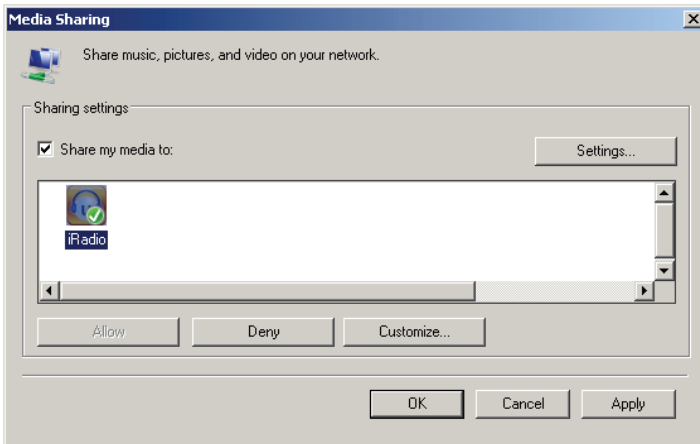 Media Sharing
Share music, pictures, and video on your network.
Sharing settings
Share my media to:
Settings...
iRadio
Allow
Deny
Customize...
OK
Cancel
Apply